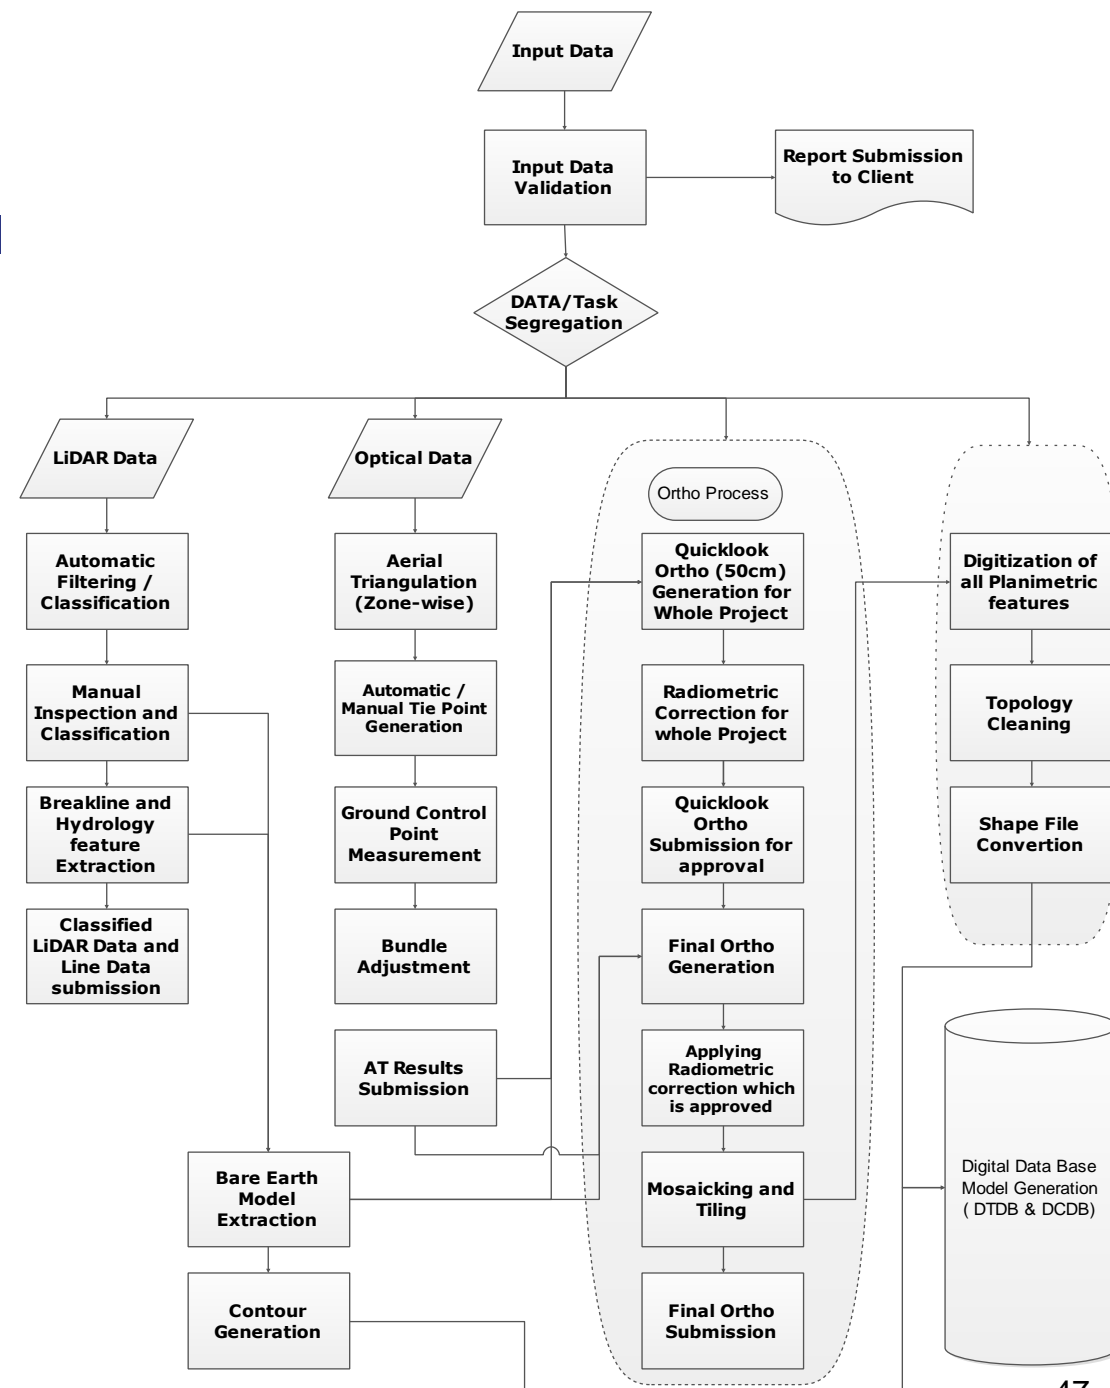 Input Data
Input Data
Validation
Report Submission
to Client
DATA/Task
Segregation
LiDAR Data
Automatic
Filtering /
Classification
Manual
Inspection and
Classification
Breakline and
Hydrology
feature
Extraction
Classified
LiDAR Data and
Line Data
submission
Optical Data
Aerial
Triangulation
(Zone-wise)
Automatic /
Manual Tie Point
Generation
Ground Control
Point
Measurement
Bundle
Adjustment
AT Results
Submission
Bare Earth
Model
Extraction
Contour
Generation
Ortho Process
Quicklook
Ortho (50cm)
Generation for
Whole Project
Radiometric
Correction for
whole Project
Quicklook
Ortho
Submission for
approval
Final Ortho
Generation
Applying
Radiometric
correction which
is approved
Mosaicking and
Tiling
Final Ortho
Submission
Digitization of
all Planimetric
features
Topology
Cleaning
Shape File
Convertion
Digital Data Base
Model Generation
( DTDB & DCDB)